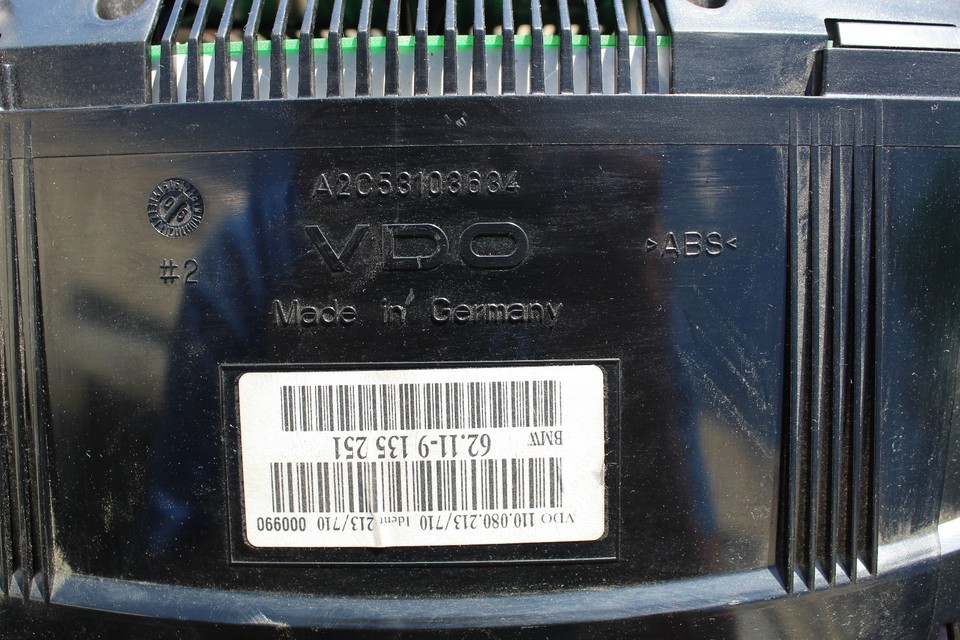 A2C53103634
VDO
>ABS<
#2
Made in Germany
VDO 110.080.213/710 Ident 213/710 000990
BMW 62.11-9 135 251